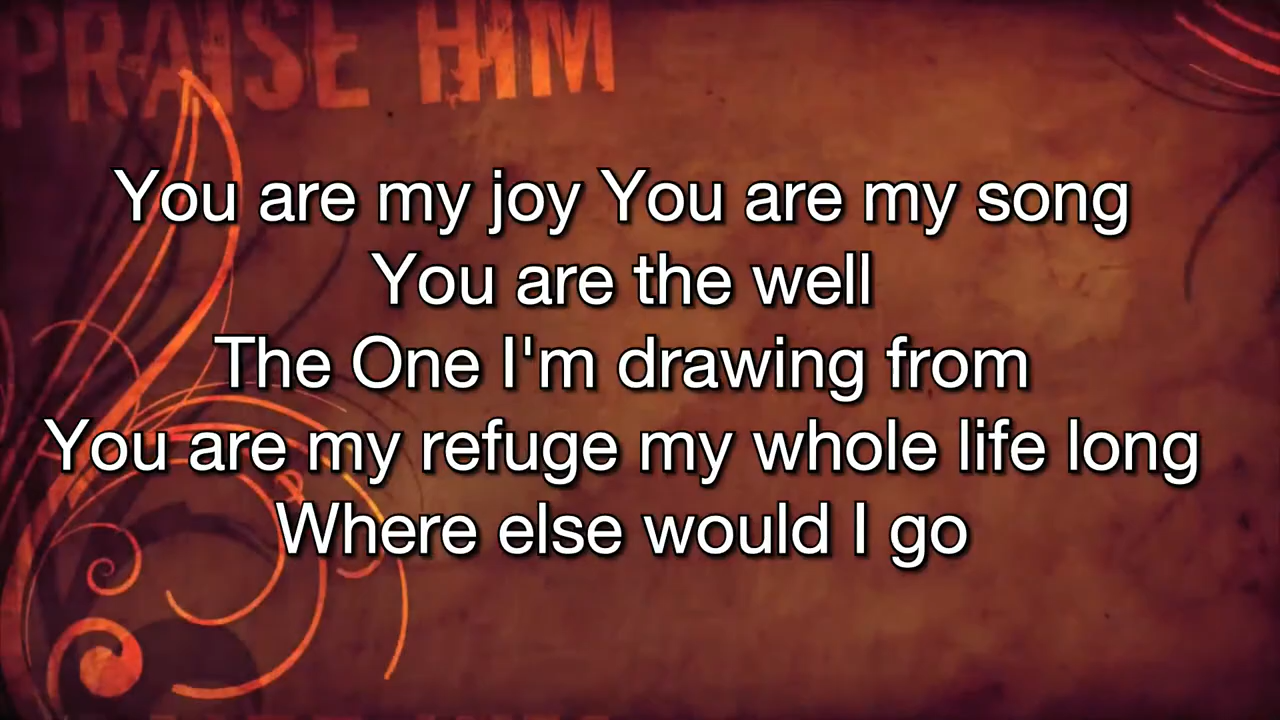 PRAISE HIM
You are my joy You are my song
You are the well
The One I'm drawing from
You are my refuge my whole life long
Where else would I go